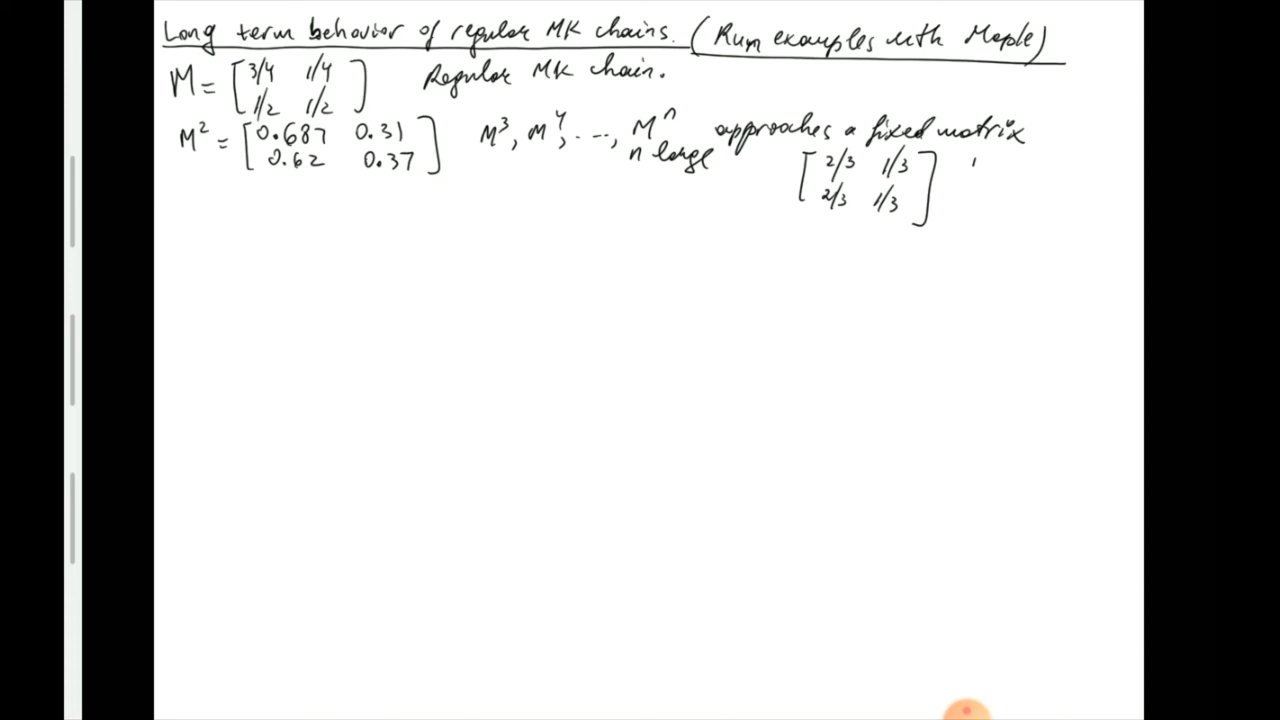 Long term behavior of regular MK chains. (Run examples with Maple)
M = [ 3/4 1/4 Regular MK chain.
1/2 1/2 ]
M² = [ 0.687 0.31 M³, M⁴, ..., Mⁿ approaches a fixed matrix
0.62 0.37 ] n large [ 2/3 1/3
2/3 1/3 ]